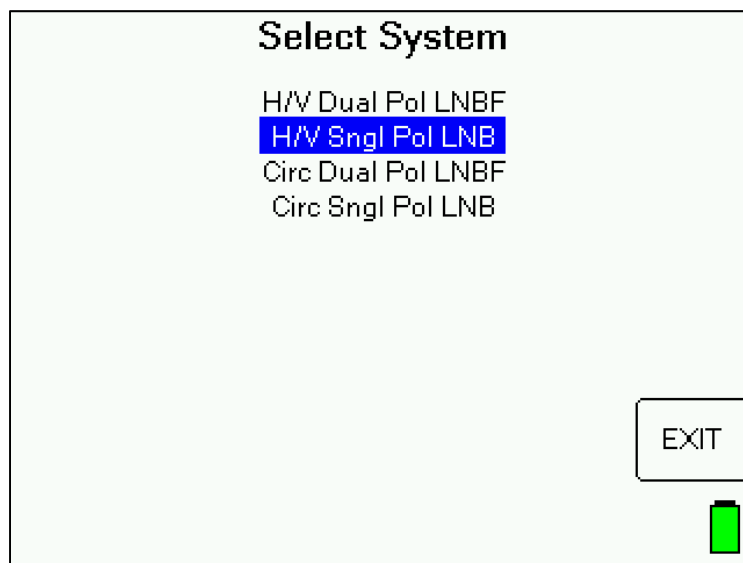 Select System
H/V Dual Pol LNBF
H/V Sngl Pol LNB
Circ Dual Pol LNBF
Circ Sngl Pol LNB
EXIT